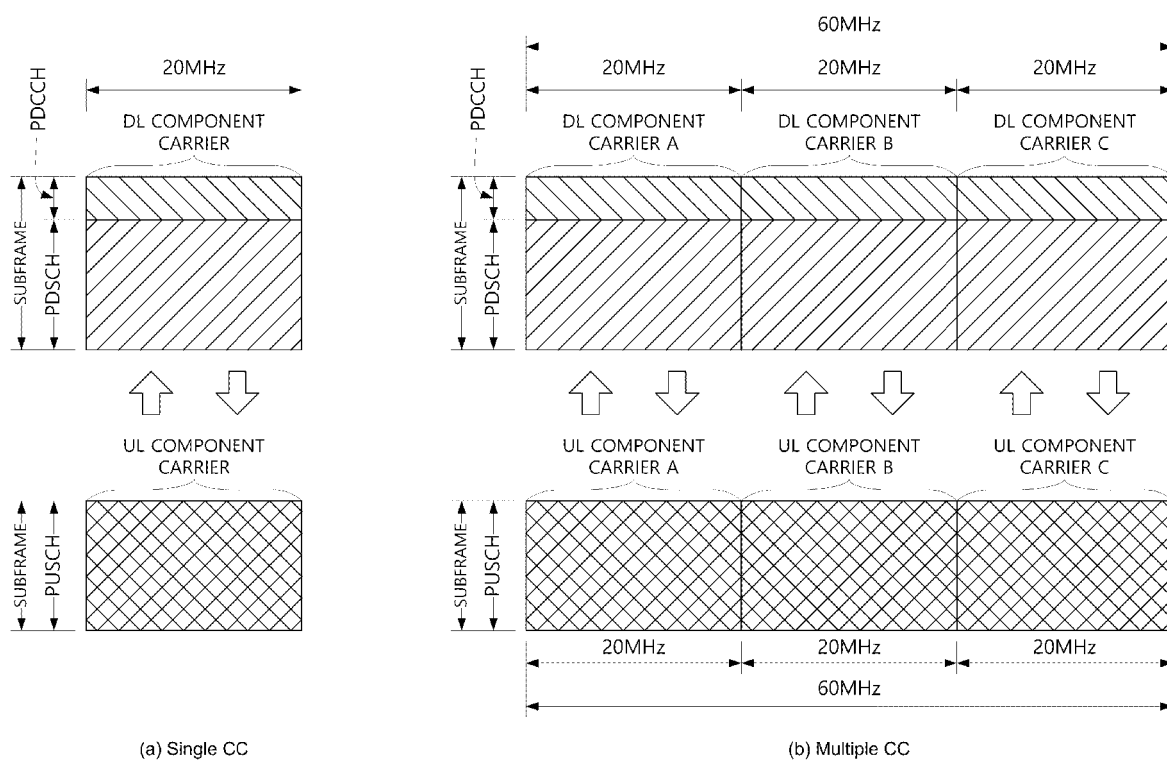 60MHz
20MHz
20MHz
20MHz
20MHz
PDCCH
PDCCH
DL COMPONENT
CARRIER
DL COMPONENT
CARRIER A
DL COMPONENT
CARRIER B
DL COMPONENT
CARRIER C
SUBFRAME
PDSCH
SUBFRAME
PDSCH
UL COMPONENT
CARRIER
UL COMPONENT
CARRIER A
UL COMPONENT
CARRIER B
UL COMPONENT
CARRIER C
SUBFRAME
PUSCH
SUBFRAME
PUSCH
20MHz
20MHz
20MHz
60MHz
(a) Single CC
(b) Multiple CC